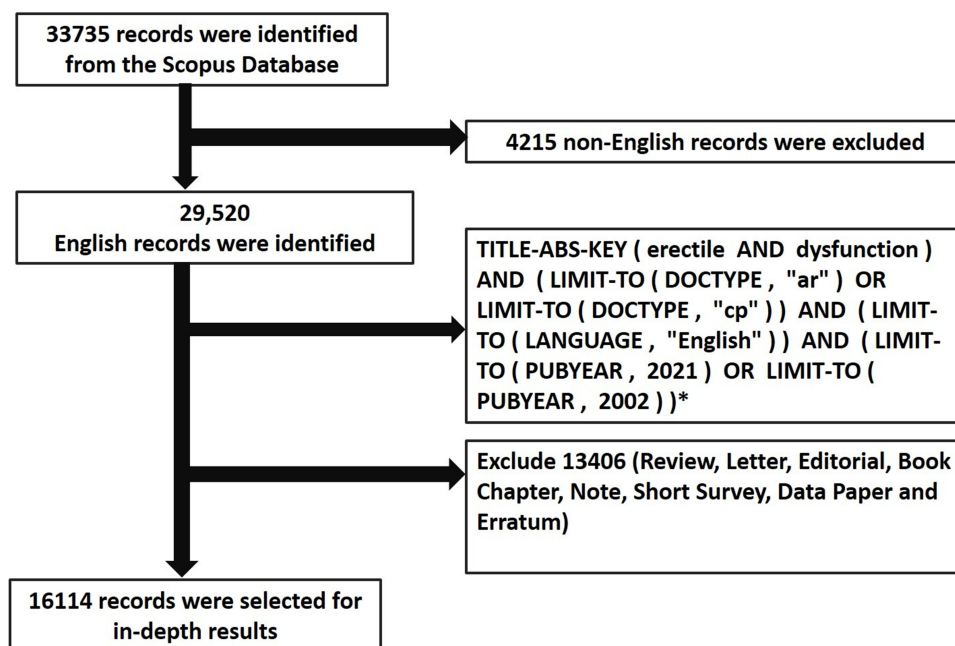 33735 records were identified
from the Scopus Database
4215 non-English records were excluded
29,520
English records were identified
TITLE-ABS-KEY ( erectile AND dysfunction )
AND ( LIMIT-TO ( DOCTYPE , "ar" ) OR
LIMIT-TO ( DOCTYPE , "cp" ) ) AND ( LIMIT-
TO ( LANGUAGE , "English" ) ) AND ( LIMIT-
TO ( PUBYEAR , 2021 ) OR LIMIT-TO (
PUBYEAR , 2002 ) )*
Exclude 13406 (Review, Letter, Editorial, Book
Chapter, Note, Short Survey, Data Paper and
Erratum)
16114 records were selected for
in-depth results